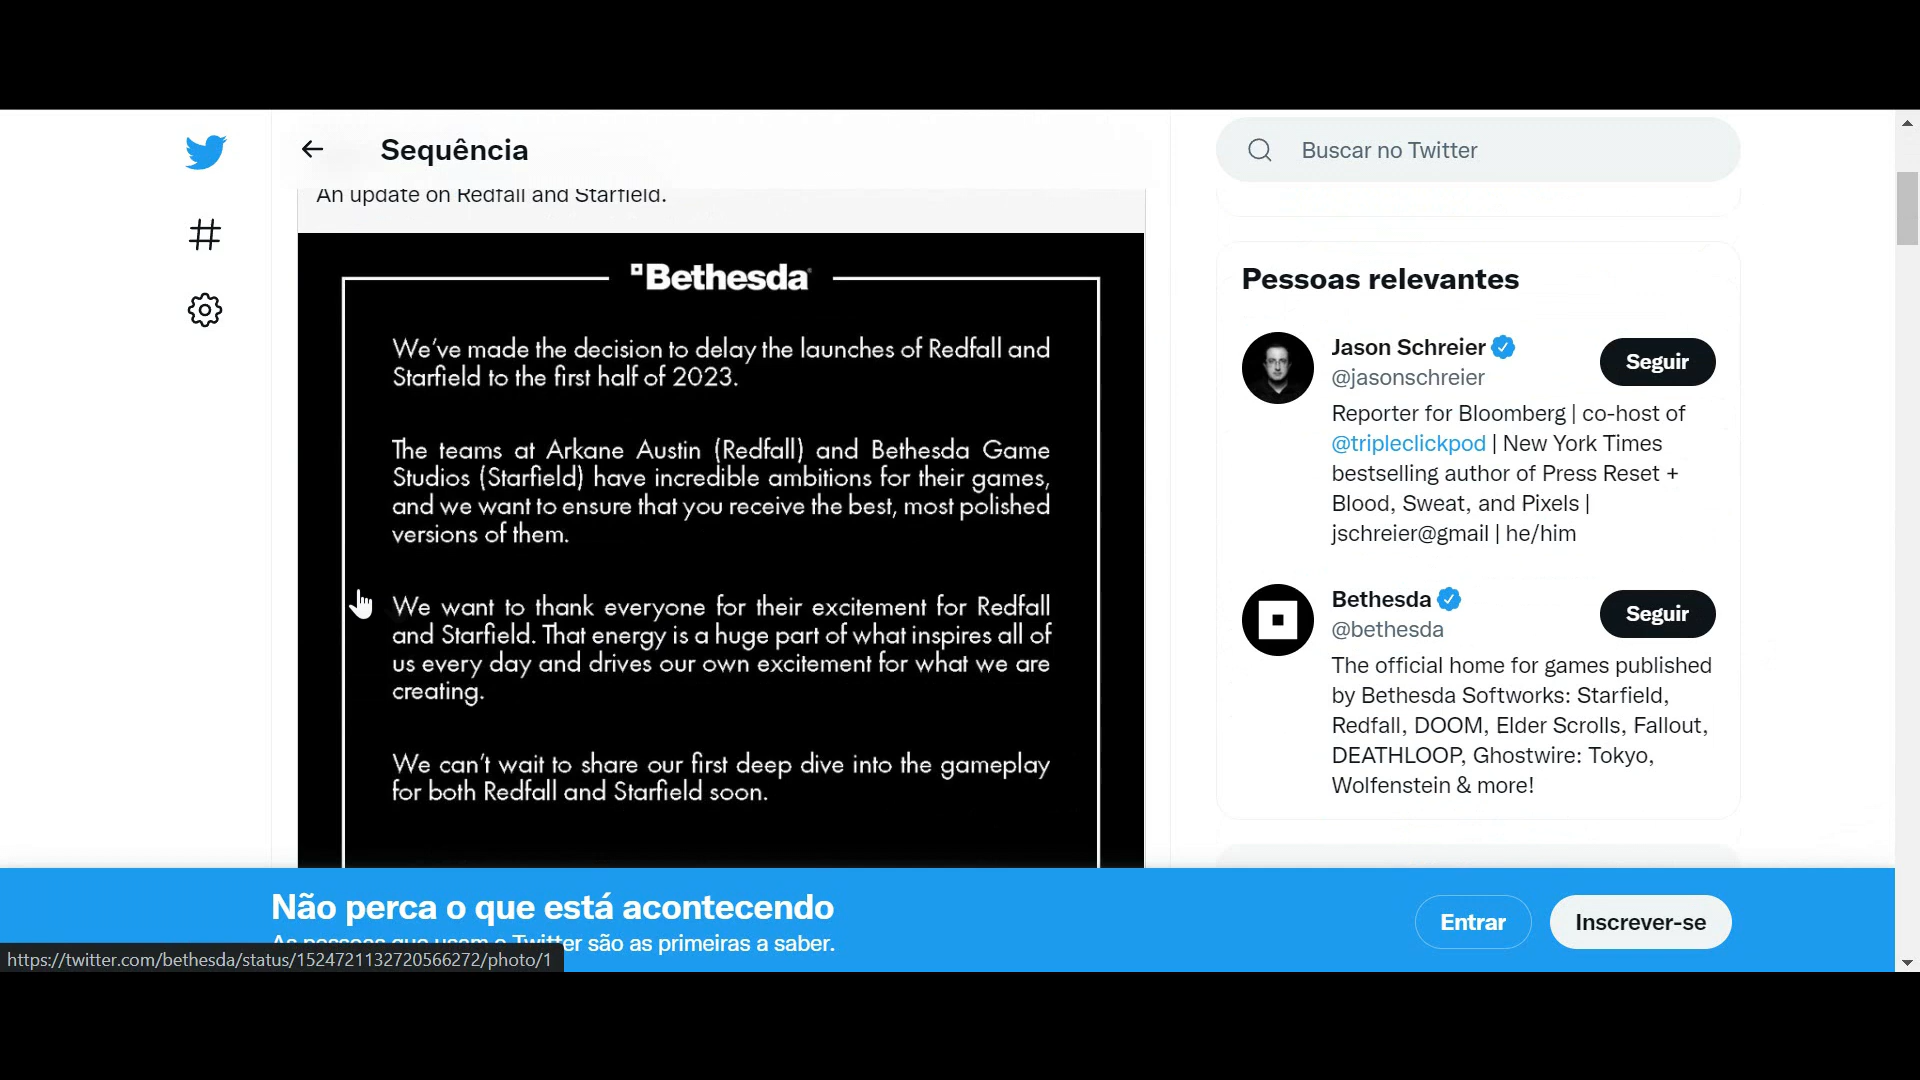 Sequência
Buscar no Twitter
An update on Redfall and Starfield.
Bethesda
We've made the decision to delay the launches of Redfall and
Starfield to the first half of 2023.
The teams at Arkane Austin (Redfall) and Bethesda Game
Studios (Starfield) have incredible ambitions for their games,
and we want to ensure that you receive the best, most polished
versions of them.
We want to thank everyone for their excitement for Redfall
and Starfield. That energy is a huge part of what inspires all of
us every day and drives our own excitement for what we are
creating.
We can't wait to share our first deep dive into the gameplay
for both Redfall and Starfield soon.
Pessoas relevantes
Jason Schreier
@jasonschreier
Seguir
Reporter for Bloomberg | co-host of
@tripleclickpod | New York Times
bestselling author of Press Reset +
Blood, Sweat, and Pixels |
jschreier@gmail | he/him
Bethesda
@bethesda
Seguir
The official home for games published
by Bethesda Softworks: Starfield,
Redfall, DOOM, Elder Scrolls, Fallout,
DEATHLOOP, Ghostwire: Tokyo,
Wolfenstein & more!
Não perca o que está acontecendo
As pessoas que usam o Twitter são as primeiras a saber.
Entrar
Inscrever-se
https://twitter.com/bethesda/status/1524721132720566272/photo/1